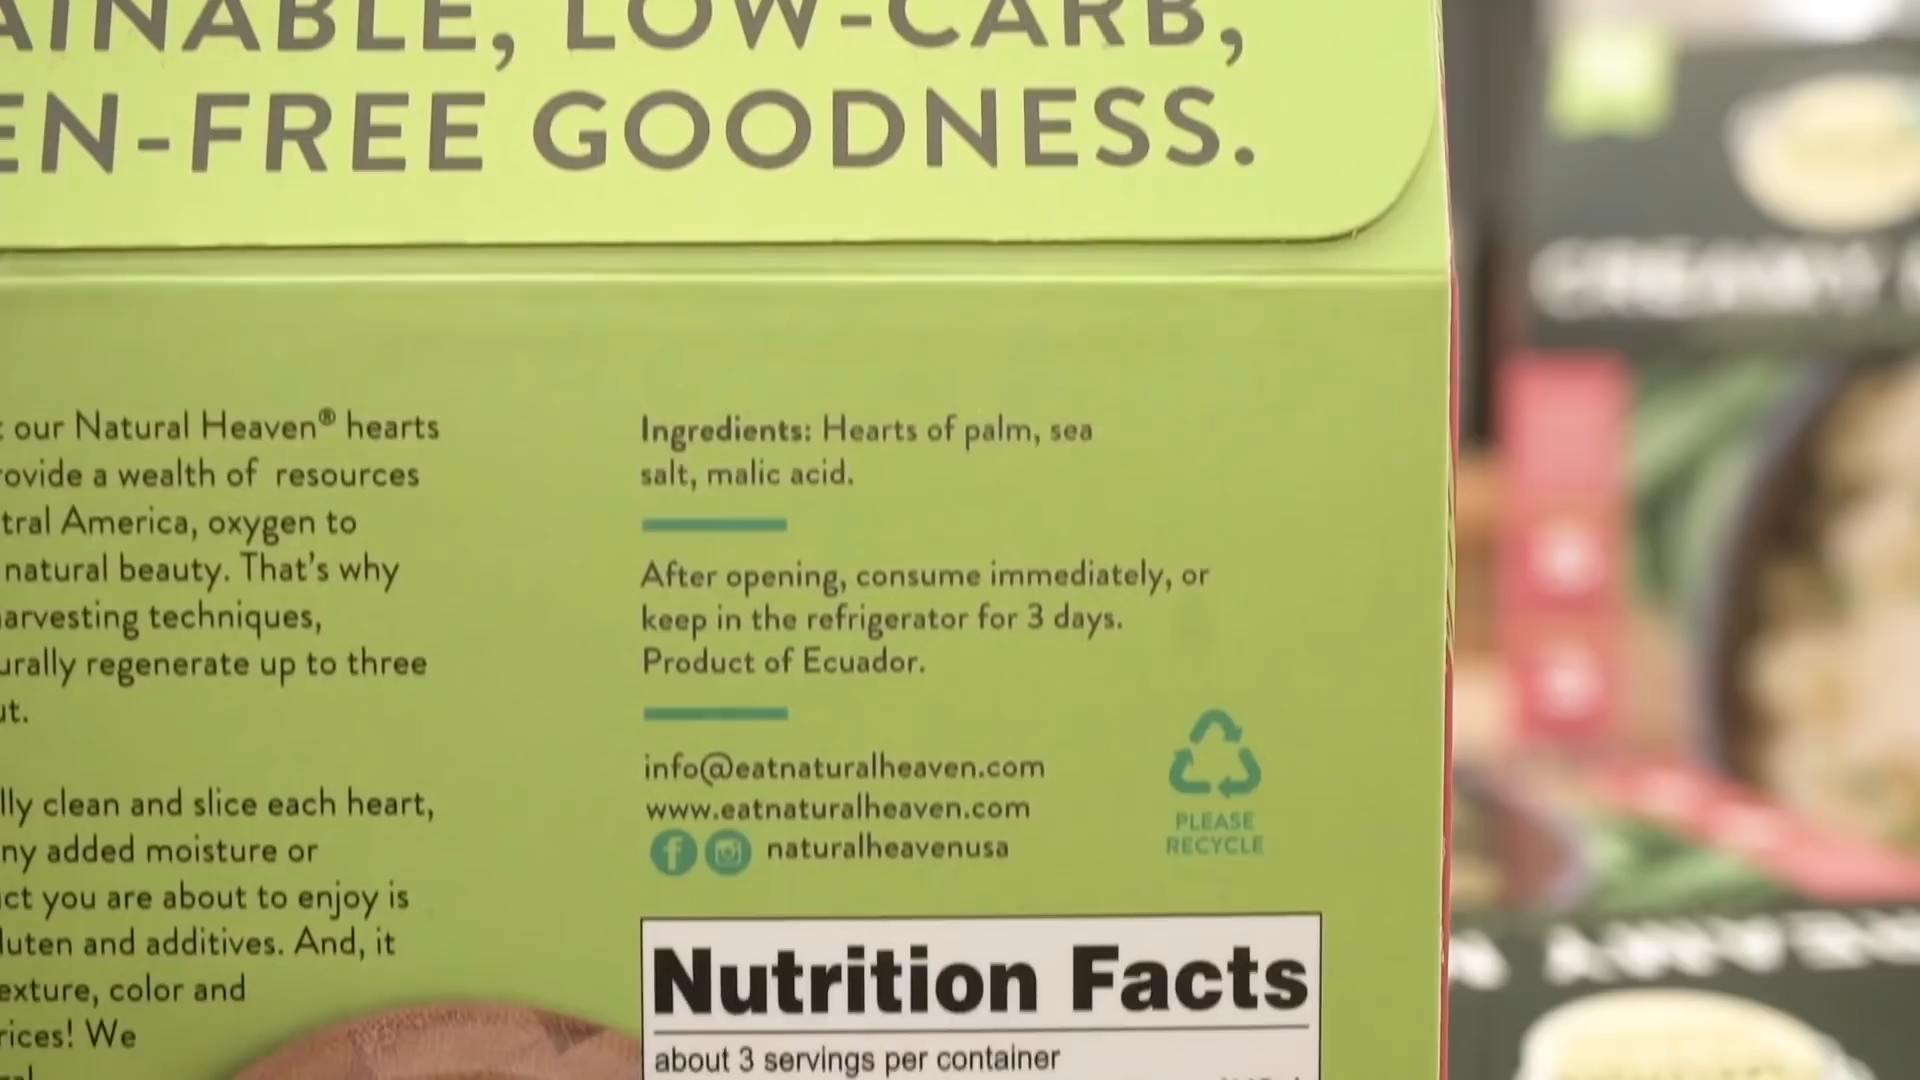 AINABLE, LOW-CARB,
EN-FREE GOODNESS.
our Natural Heaven® hearts
rovide a wealth of resources
tral America, oxygen to
natural beauty. That's why
arvesting techniques,
urally regenerate up to three
ut.
lly clean and slice each heart,
ny added moisture or
ct you are about to enjoy is
luten and additives. And, it
exture, color and
rices! We
Ingredients: Hearts of palm, sea
salt, malic acid.
After opening, consume immediately, or
keep in the refrigerator for 3 days.
Product of Ecuador.
info@eatnaturalheaven.com
www.eatnaturalheaven.com
naturalheavenusa
PLEASE
RECYCLE
Nutrition Facts
about 3 servings per container
CREAMY